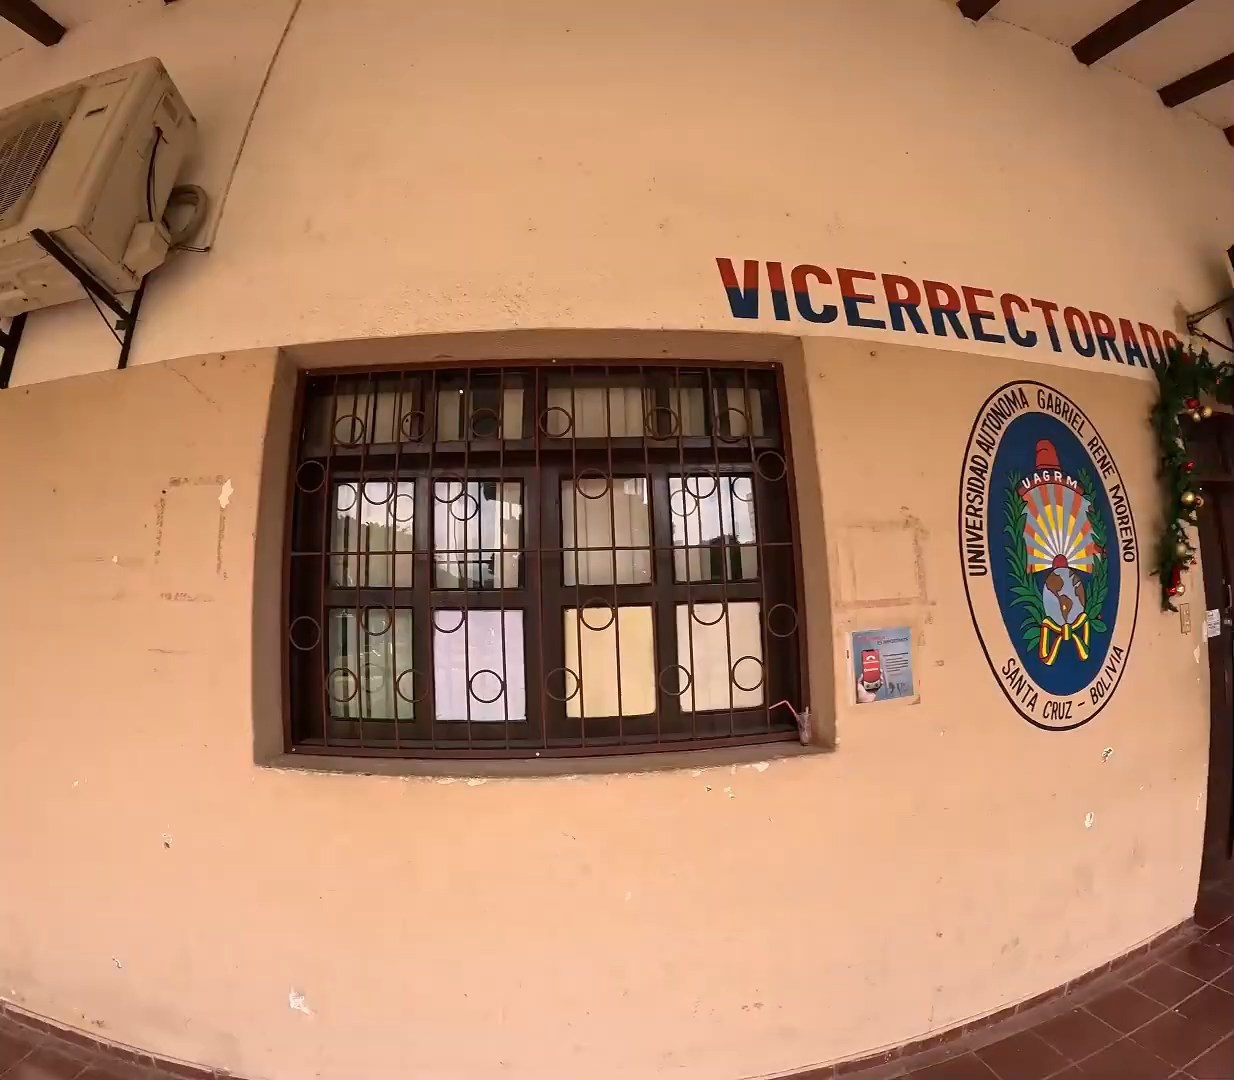 VICERRECTORADO
UNIVERSIDAD AUTONOMA GABRIEL RENE MORENO
UAGRM
SANTA CRUZ - BOLIVIA